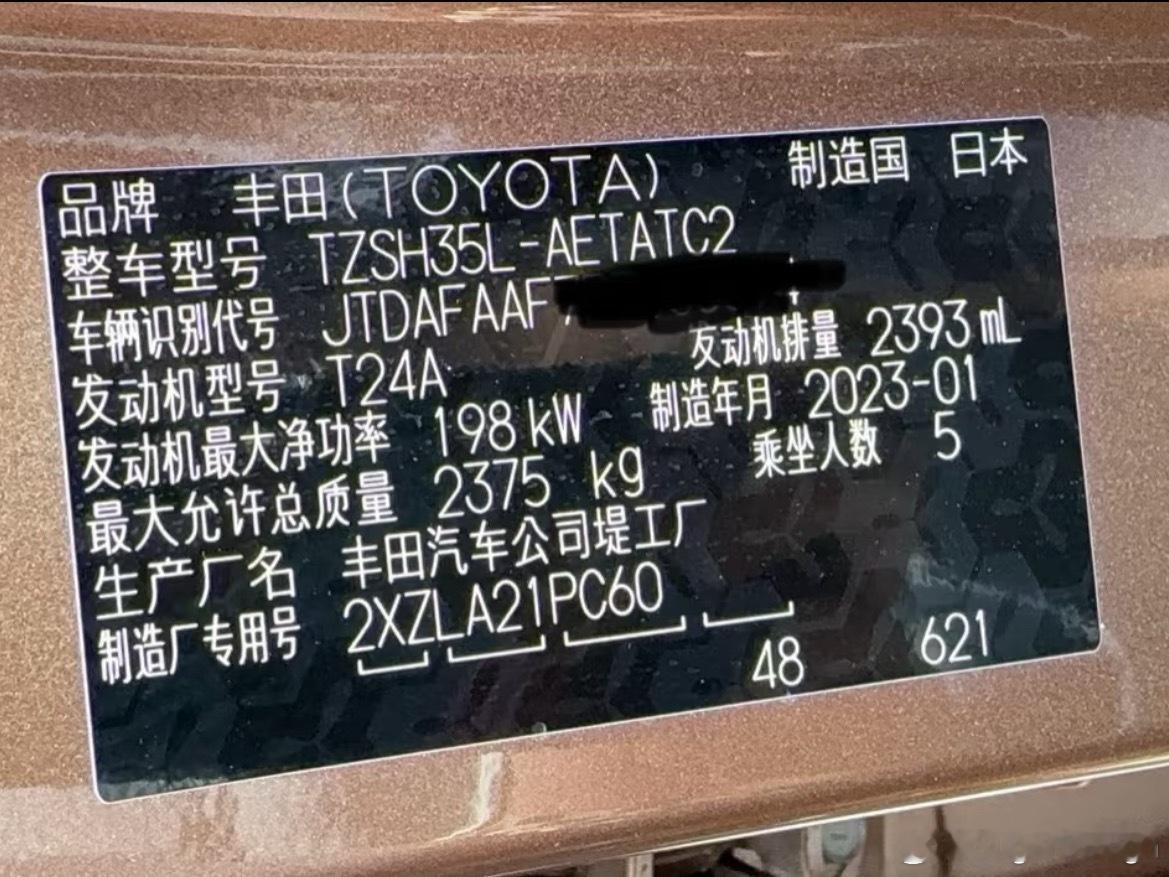 品牌 丰田(TOYOTA) 制造国 日本
整车型号 TZSH35L-AETATC2
车辆识别代号 JTDAFAAF
发动机型号 T24A 发动机排量 2393mL
发动机最大净功率 198kW 制造年月 2023-01
最大允许总质量 2375 kg 乘坐人数 5
生产厂名 丰田汽车公司堤工厂
制造厂专用号 2XZLA21PC60
48 621